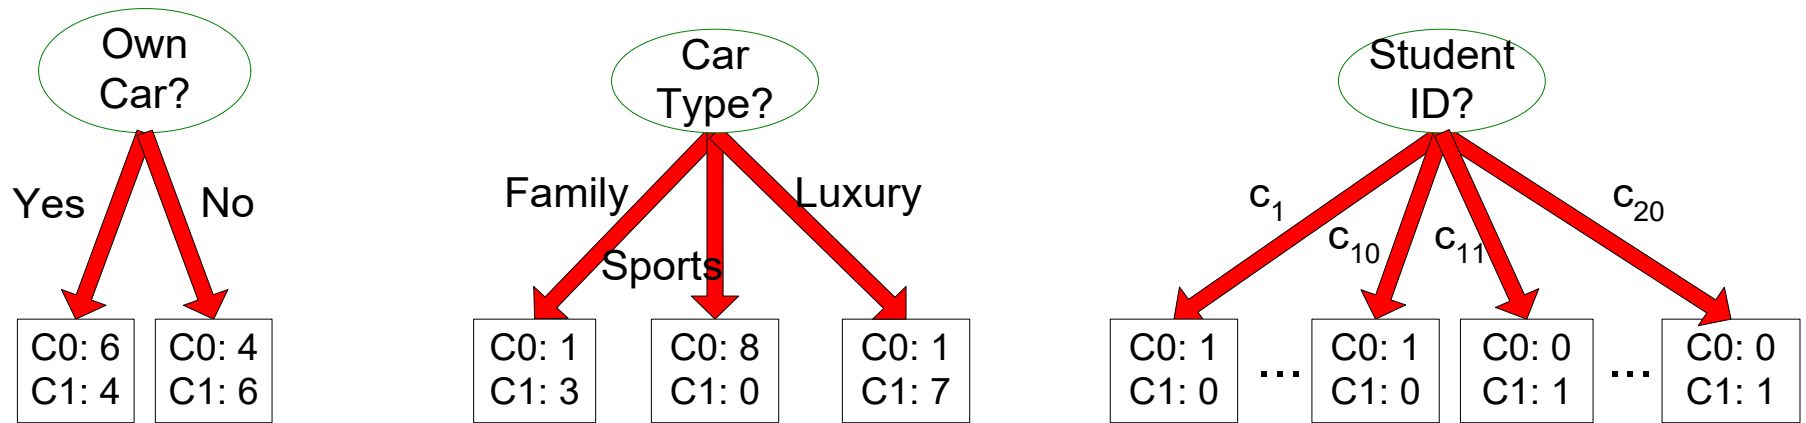 Own
Car?
Yes
No
C0: 6
C1: 4
C0: 4
C1: 6
Car
Type?
Family
Sports
Luxury
C0: 1
C1: 3
C0: 8
C1: 0
C0: 1
C1: 7
Student
ID?
c1
c10
c11
c20
C0: 1
C1: 0
...
C0: 1
C1: 0
C0: 0
C1: 1
...
C0: 0
C1: 1